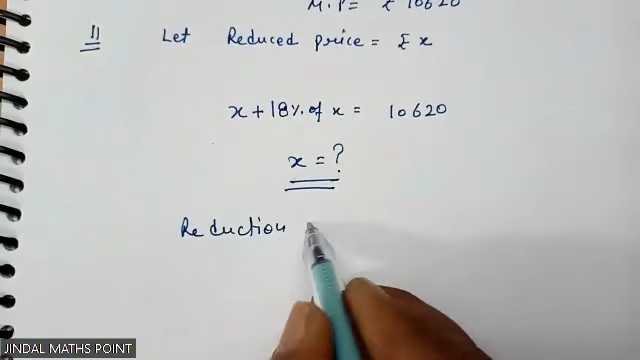 M.P = ₹ 10620
11 Let Reduced price = ₹ x
x + 18% of x = 10620
x = ?
Reduction
JINDAL MATHS POINT